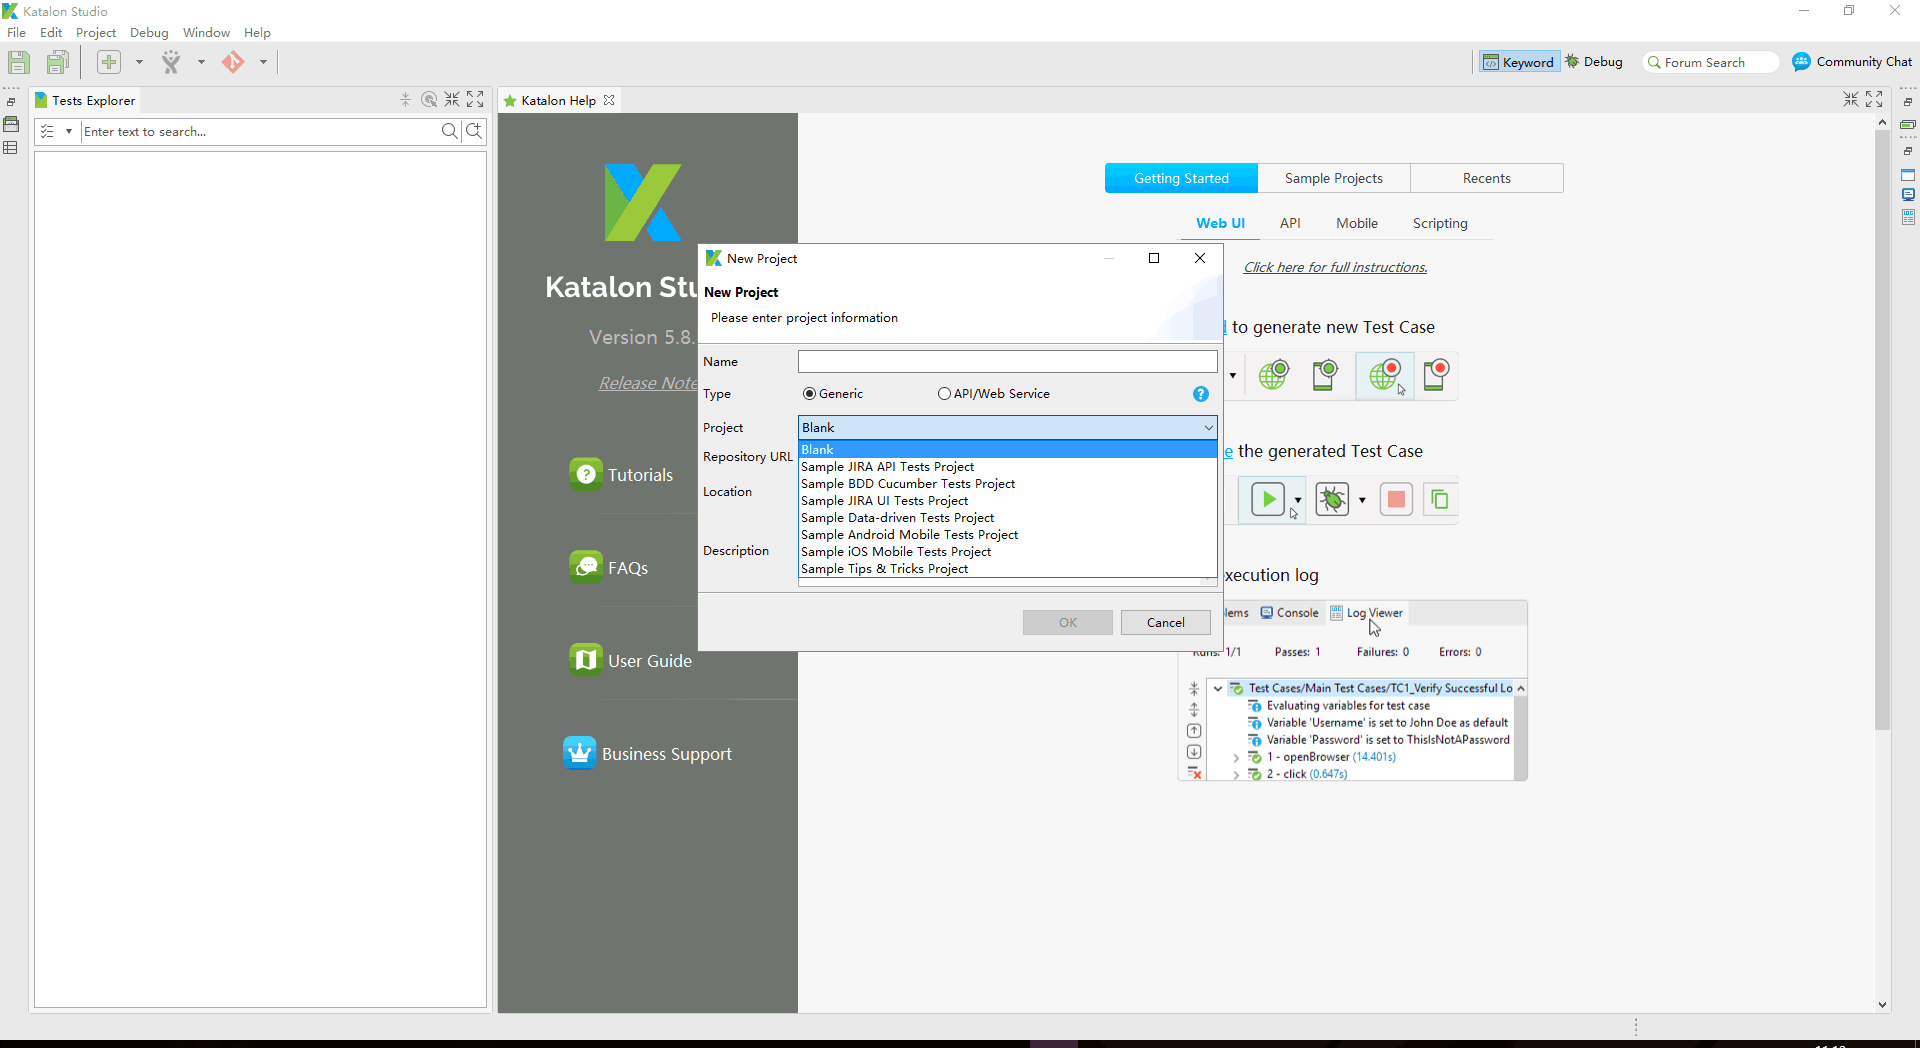 Katalon Studio
File Edit Project Debug Window Help
Keyword Debug Forum Search Community Chat
Tests Explorer
Enter text to search...
Katalon Help
Katalon Stu
Version 5.8.
Release Note
Tutorials
FAQs
User Guide
Business Support
Getting Started Sample Projects Recents
Web UI API Mobile Scripting
Click here for full instructions.
to generate new Test Case
e the generated Test Case
xecution log
New Project
New Project
Please enter project information
Name
Type Generic API/Web Service ?
Project Blank
Blank
Repository URL
Sample JIRA API Tests Project
Sample BDD Cucumber Tests Project
Location
Sample JIRA UI Tests Project
Sample Data-driven Tests Project
Sample Android Mobile Tests Project
Description
Sample iOS Mobile Tests Project
Sample Tips & Tricks Project
OK Cancel
lems Console Log Viewer
Runs: 1/1 Passes: 1 Failures: 0 Errors: 0
Test Cases/Main Test Cases/TC1_Verify Successful Lo
Evaluating variables for test case
Variable 'Username' is set to John Doe as default
Variable 'Password' is set to ThisIsNotAPassword
1 - openBrowser (14.401s)
2 - click (0.647s)